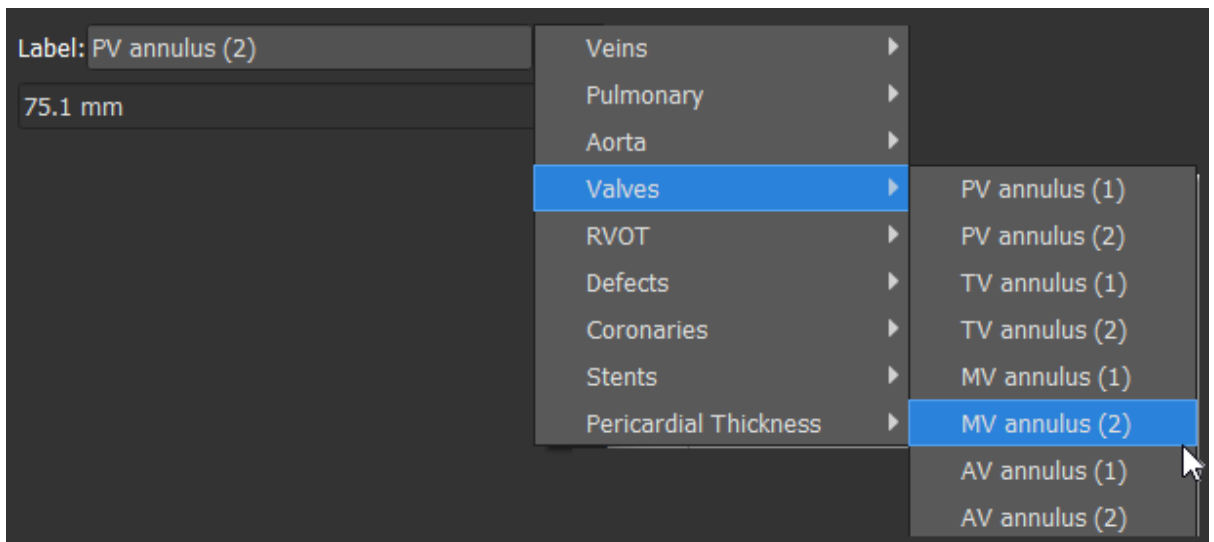 Label: PV annulus (2)
75.1 mm
Veins
Pulmonary
Aorta
Valves
RVOT
Defects
Coronaries
Stents
Pericardial Thickness
PV annulus (1)
PV annulus (2)
TV annulus (1)
TV annulus (2)
MV annulus (1)
MV annulus (2)
AV annulus (1)
AV annulus (2)